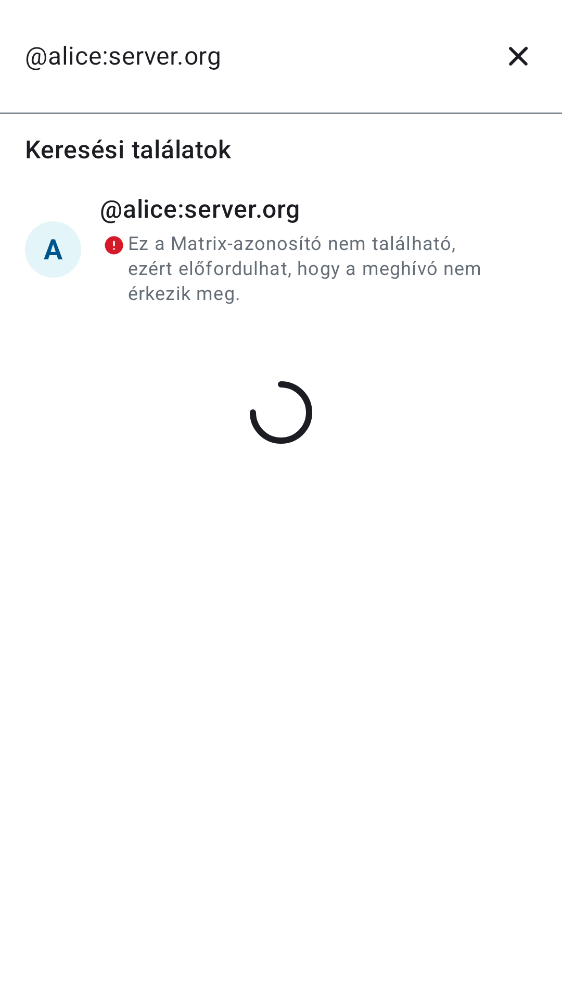 @alice:server.org
Keresési találatok
@alice:server.org
A
Ez a Matrix-azonosító nem található,
ezért előfordulhat, hogy a meghívó nem
érkezik meg.